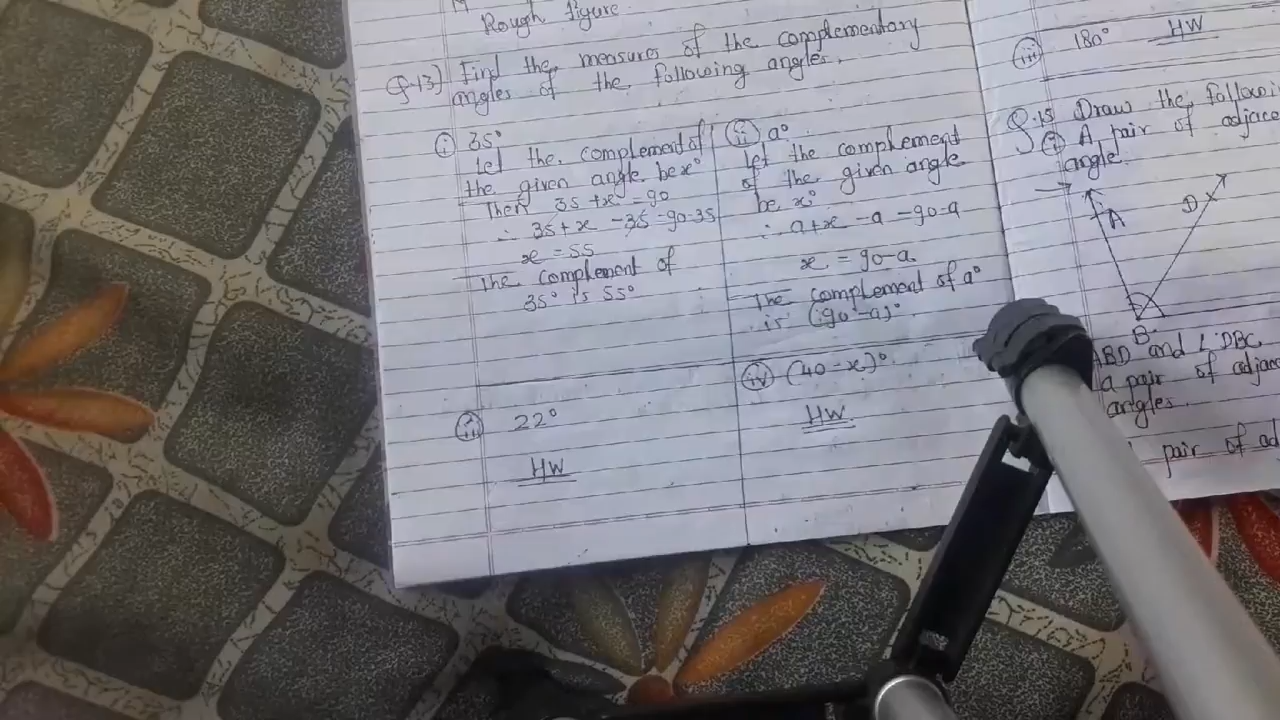 Rough figure.
Q-13) Find the measures of the complementary
angles of the following angles.
(i) 35°
Let the complement of
the given angle be x°
Then 35 + x = 90
∴ 35 + x - 35 - 90-35
x = 55
The complement of
35° is 55°
(ii) a°
Let the complement
of the given angle
be x°
∴ a+x - a - 90-a
x = 90-a
The complement of a°
is (90-a)°
22°
HW
(iv) (40-x)°
HW
(iii) 180° HW
Q.15 Draw the
A pair of
angle.
A
D
B
ABD and ∠DBC
a pair of
angles.
pair of